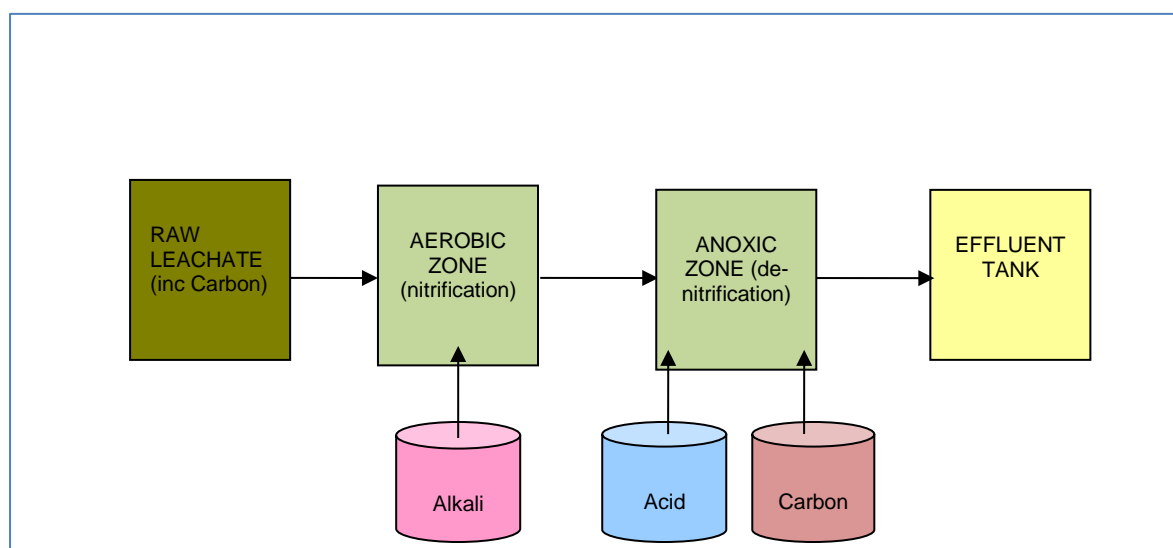 RAW
LEACHATE
(inc Carbon)
AEROBIC
ZONE
(nitrification)
ANOXIC
ZONE (de-
nitrification)
EFFLUENT
TANK
Alkali
Acid
Carbon